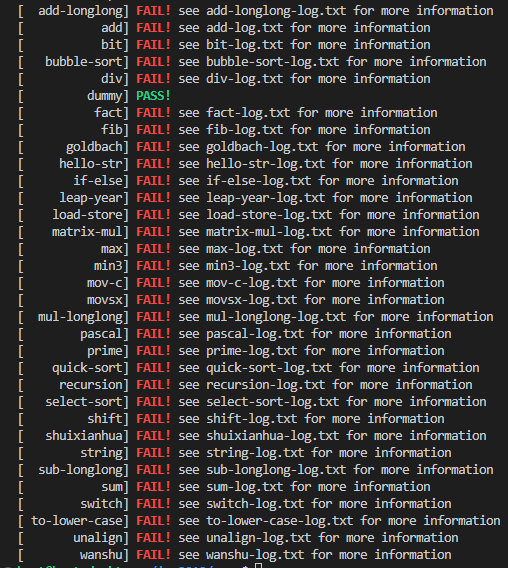 [ add-longlong] FAIL! see add-longlong-log.txt for more information
[ add] FAIL! see add-log.txt for more information
[ bit] FAIL! see bit-log.txt for more information
[ bubble-sort] FAIL! see bubble-sort-log.txt for more information
[ div] FAIL! see div-log.txt for more information
[ dummy] PASS!
[ fact] FAIL! see fact-log.txt for more information
[ fib] FAIL! see fib-log.txt for more information
[ goldbach] FAIL! see goldbach-log.txt for more information
[ hello-str] FAIL! see hello-str-log.txt for more information
[ if-else] FAIL! see if-else-log.txt for more information
[ leap-year] FAIL! see leap-year-log.txt for more information
[ load-store] FAIL! see load-store-log.txt for more information
[ matrix-mul] FAIL! see matrix-mul-log.txt for more information
[ max] FAIL! see max-log.txt for more information
[ min3] FAIL! see min3-log.txt for more information
[ mov-c] FAIL! see mov-c-log.txt for more information
[ movsx] FAIL! see movsx-log.txt for more information
[ mul-longlong] FAIL! see mul-longlong-log.txt for more information
[ pascal] FAIL! see pascal-log.txt for more information
[ prime] FAIL! see prime-log.txt for more information
[ quick-sort] FAIL! see quick-sort-log.txt for more information
[ recursion] FAIL! see recursion-log.txt for more information
[ select-sort] FAIL! see select-sort-log.txt for more information
[ shift] FAIL! see shift-log.txt for more information
[ shuixianhua] FAIL! see shuixianhua-log.txt for more information
[ string] FAIL! see string-log.txt for more information
[ sub-longlong] FAIL! see sub-longlong-log.txt for more information
[ sum] FAIL! see sum-log.txt for more information
[ switch] FAIL! see switch-log.txt for more information
[ to-lower-case] FAIL! see to-lower-case-log.txt for more information
[ unalign] FAIL! see unalign-log.txt for more information
[ wanshu] FAIL! see wanshu-log.txt for more information